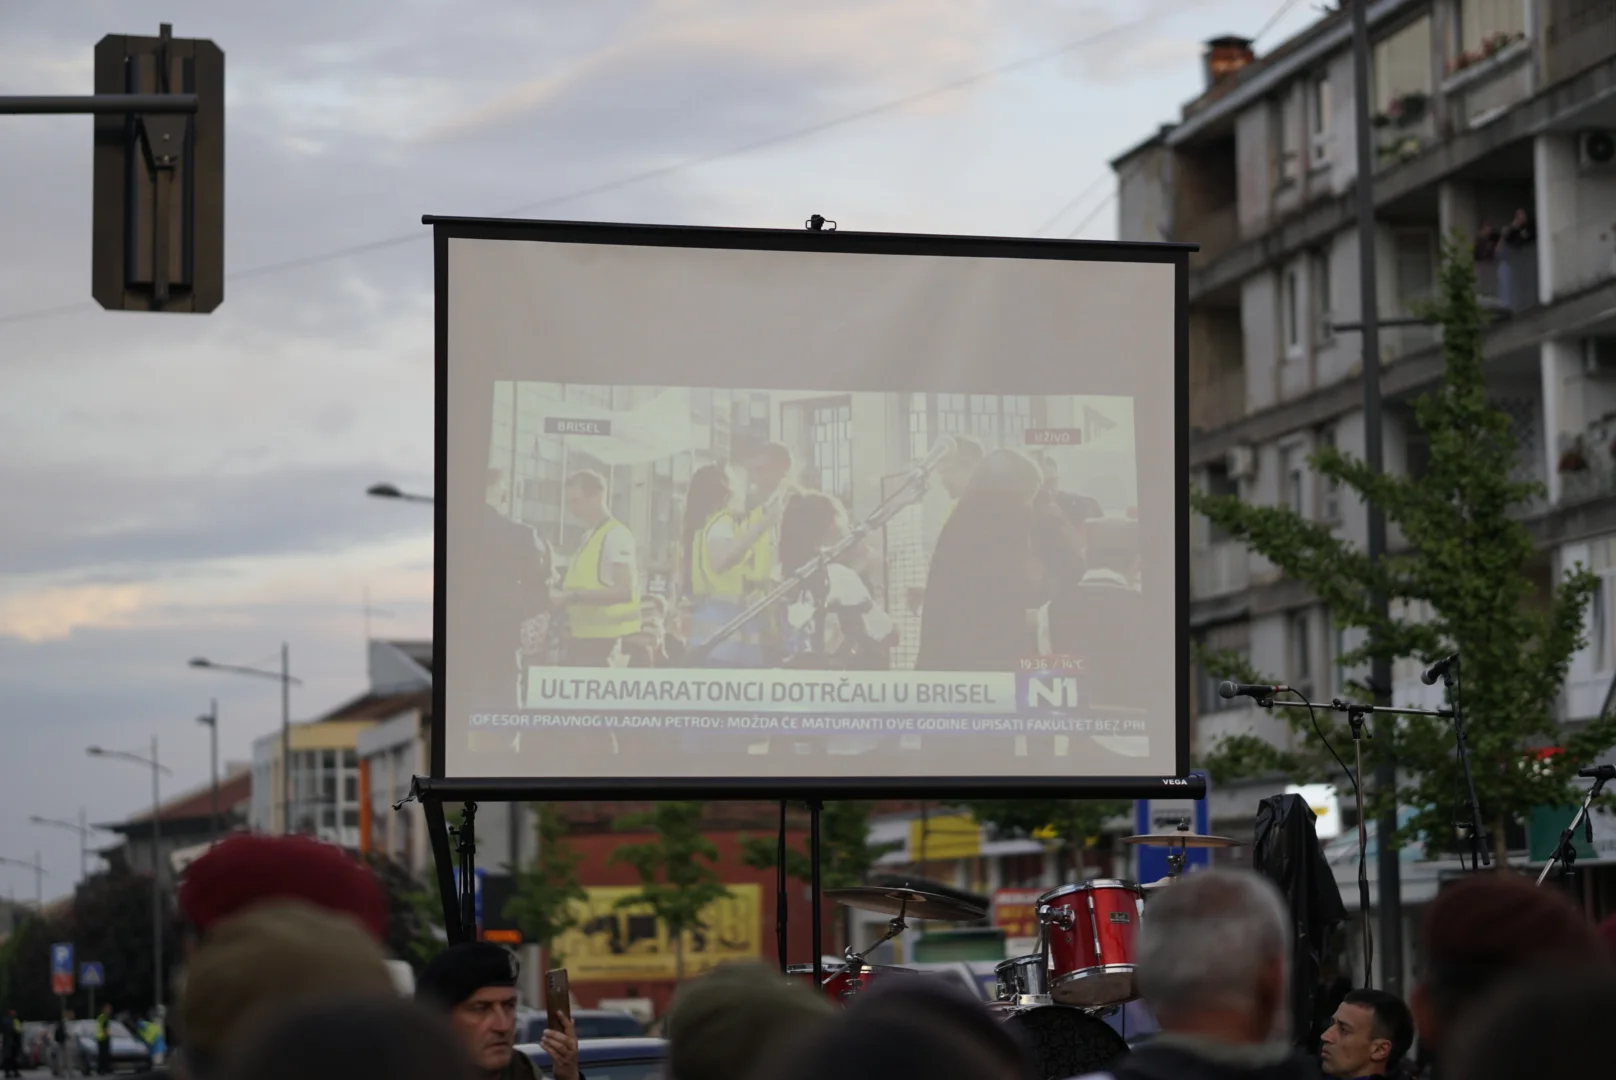 BRISEL
UŽIVO
19:36 / 14°C
ULTRAMARATONCI DOTRČALI U BRISEL
N1
OFESOR PRAVNOG VLADAN PETROV: MOŽDA ĆE MATURANTI OVE GODINE UPISATI FAKULTET BEZ PRI
VEGA